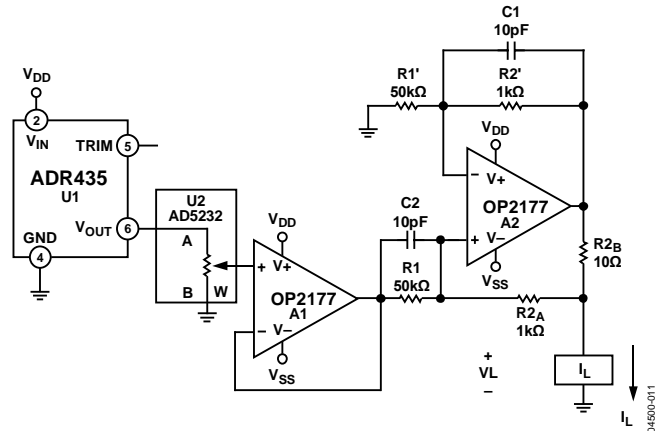 C1
10pF
R1'
50kΩ
R2'
1kΩ
VDD
2
VIN
TRIM
5
ADR435
U1
VOUT
6
GND
4
U2
AD5232
A
B
W
VDD
+
V+
OP2177
A1
−
V−
VSS
C2
10pF
R1
50kΩ
VDD
−
V+
OP2177
A2
+
V−
VSS
R2B
10Ω
R2A
1kΩ
+
VL
−
IL
IL
04500-011